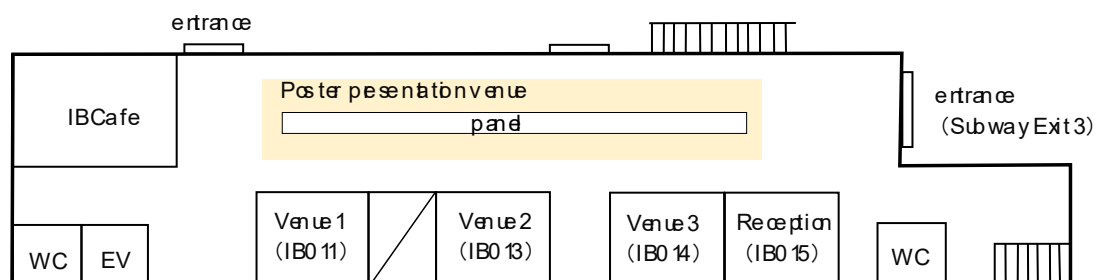 entrance
Poster presentation venue
panel
IBCafe
entrance
(Subway Exit 3)
Venue 1
(IB011)
Venue 2
(IB013)
Venue 3
(IB014)
Reception
(IB015)
WC
EV
WC